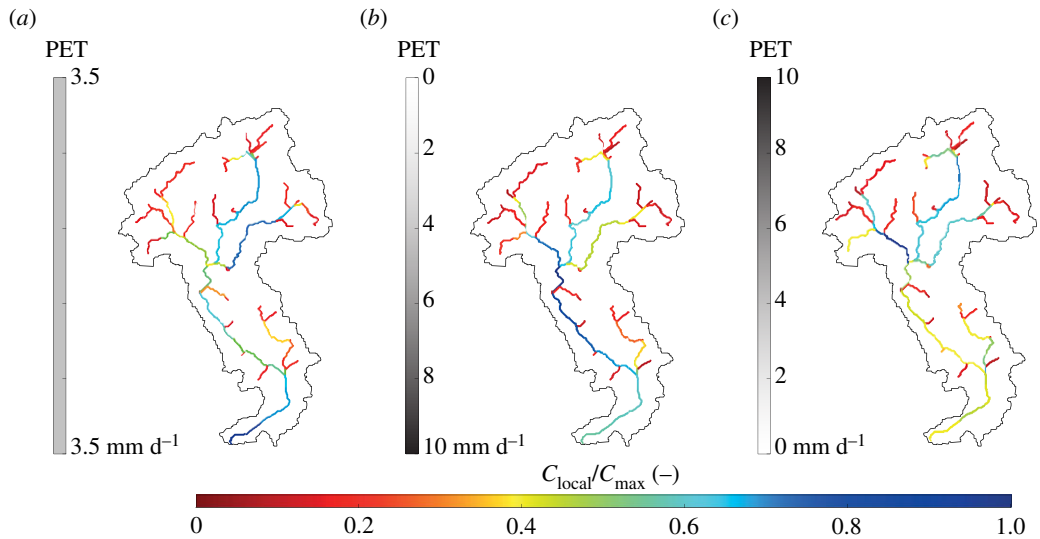 (a) (b) (c)
PET PET PET
3.5 0 10
2 8
4 6
6 4
8 2
3.5 mm d⁻¹ 10 mm d⁻¹ 0 mm d⁻¹
C_local/C_max (–)
0 0.2 0.4 0.6 0.8 1.0